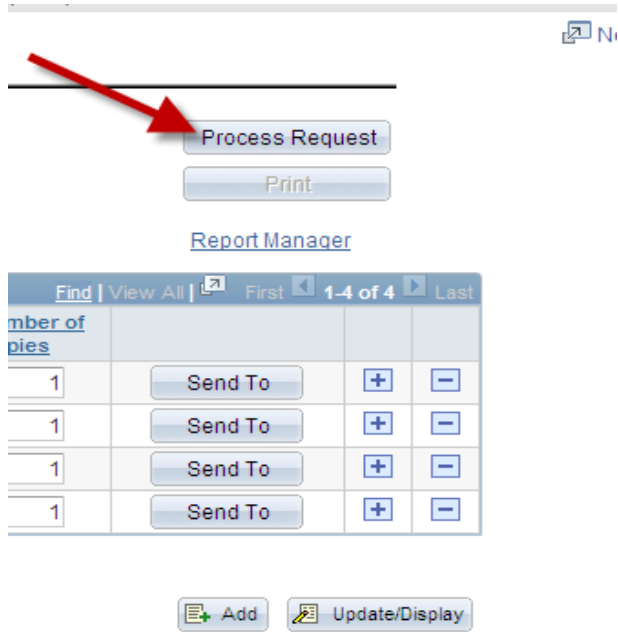 Process Request
Print
Report Manager
Find | View All | First 1-4 of 4 Last
mber of
pies
1 Send To
1 Send To
1 Send To
1 Send To
Add Update/Display